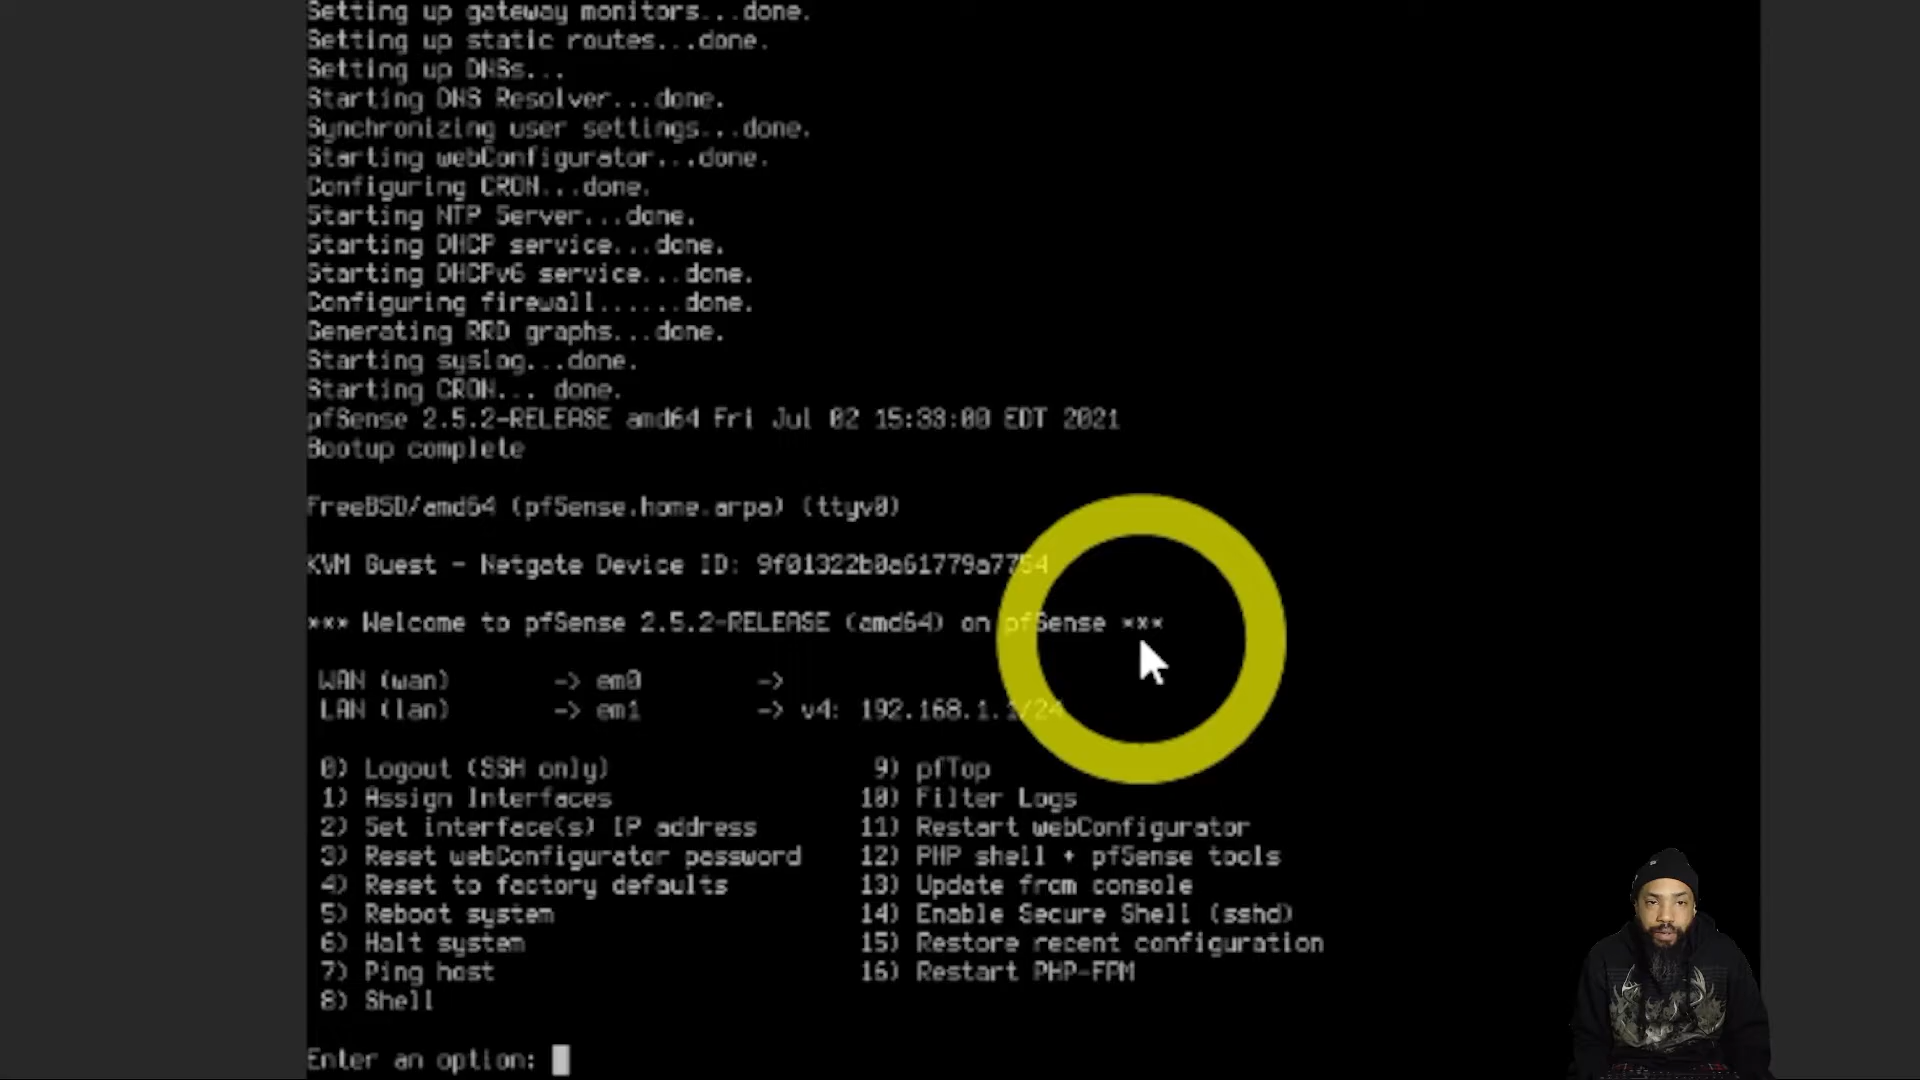 Setting up gateway monitors...done.
Setting up static routes...done.
Setting up DNSs...
Starting DNS Resolver...done.
Synchronizing user settings...done.
Starting webConfigurator...done.
Configuring CRON...done.
Starting NTP Server...done.
Starting DHCP service...done.
Starting DHCPv6 service...done.
Configuring firewall......done.
Generating RRD graphs...done.
Starting syslog...done.
Starting CRON... done.
pfSense 2.5.2-RELEASE amd64 Fri Jul 02 15:33:00 EDT 2021
Bootup complete
FreeBSD/amd64 (pfSense.home.arpa) (ttyv0)
KVM Guest - Netgate Device ID: 9f01322b0a61779a7754
*** Welcome to pfSense 2.5.2-RELEASE (amd64) on pfSense ***
WAN (wan) -> em0 ->
LAN (lan) -> em1 -> v4: 192.168.1.1/24
0) Logout (SSH only) 9) pfTop
1) Assign Interfaces 10) Filter Logs
2) Set interface(s) IP address 11) Restart webConfigurator
3) Reset webConfigurator password 12) PHP shell + pfSense tools
4) Reset to factory defaults 13) Update from console
5) Reboot system 14) Enable Secure Shell (sshd)
6) Halt system 15) Restore recent configuration
7) Ping host 16) Restart PHP-FPM
8) Shell
Enter an option: